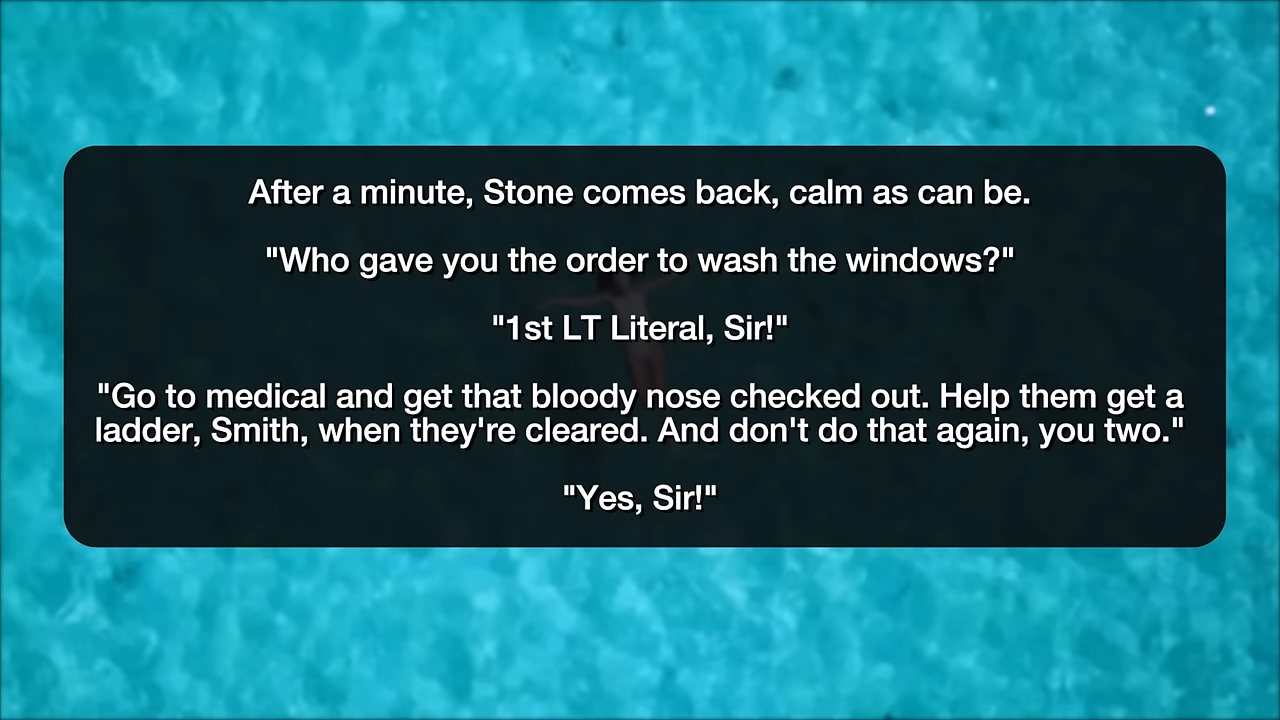 After a minute, Stone comes back, calm as can be.
"Who gave you the order to wash the windows?"
"1st LT Literal, Sir!"
"Go to medical and get that bloody nose checked out. Help them get a
ladder, Smith, when they're cleared. And don't do that again, you two."
"Yes, Sir!"